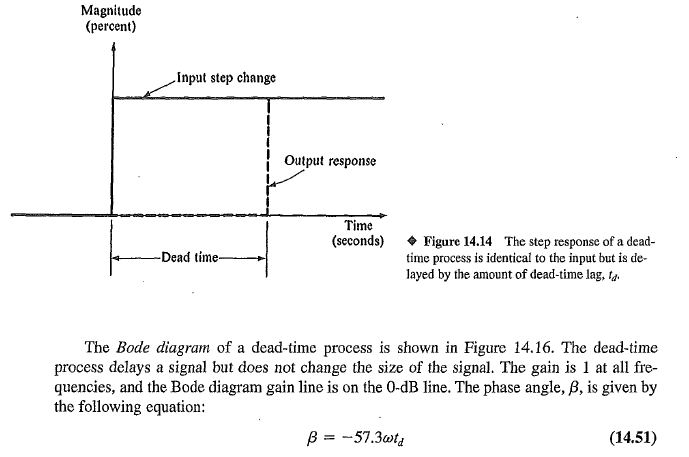 Magnitude
(percent)
Input step change
Output response
Time
(seconds)
Dead time
◆ Figure 14.14 The step response of a dead-
time process is identical to the input but is de-
layed by the amount of dead-time lag, t_d.
The Bode diagram of a dead-time process is shown in Figure 14.16. The dead-time
process delays a signal but does not change the size of the signal. The gain is 1 at all fre-
quencies, and the Bode diagram gain line is on the 0-dB line. The phase angle, β, is given by
the following equation:
β = −57.3ωt_d (14.51)